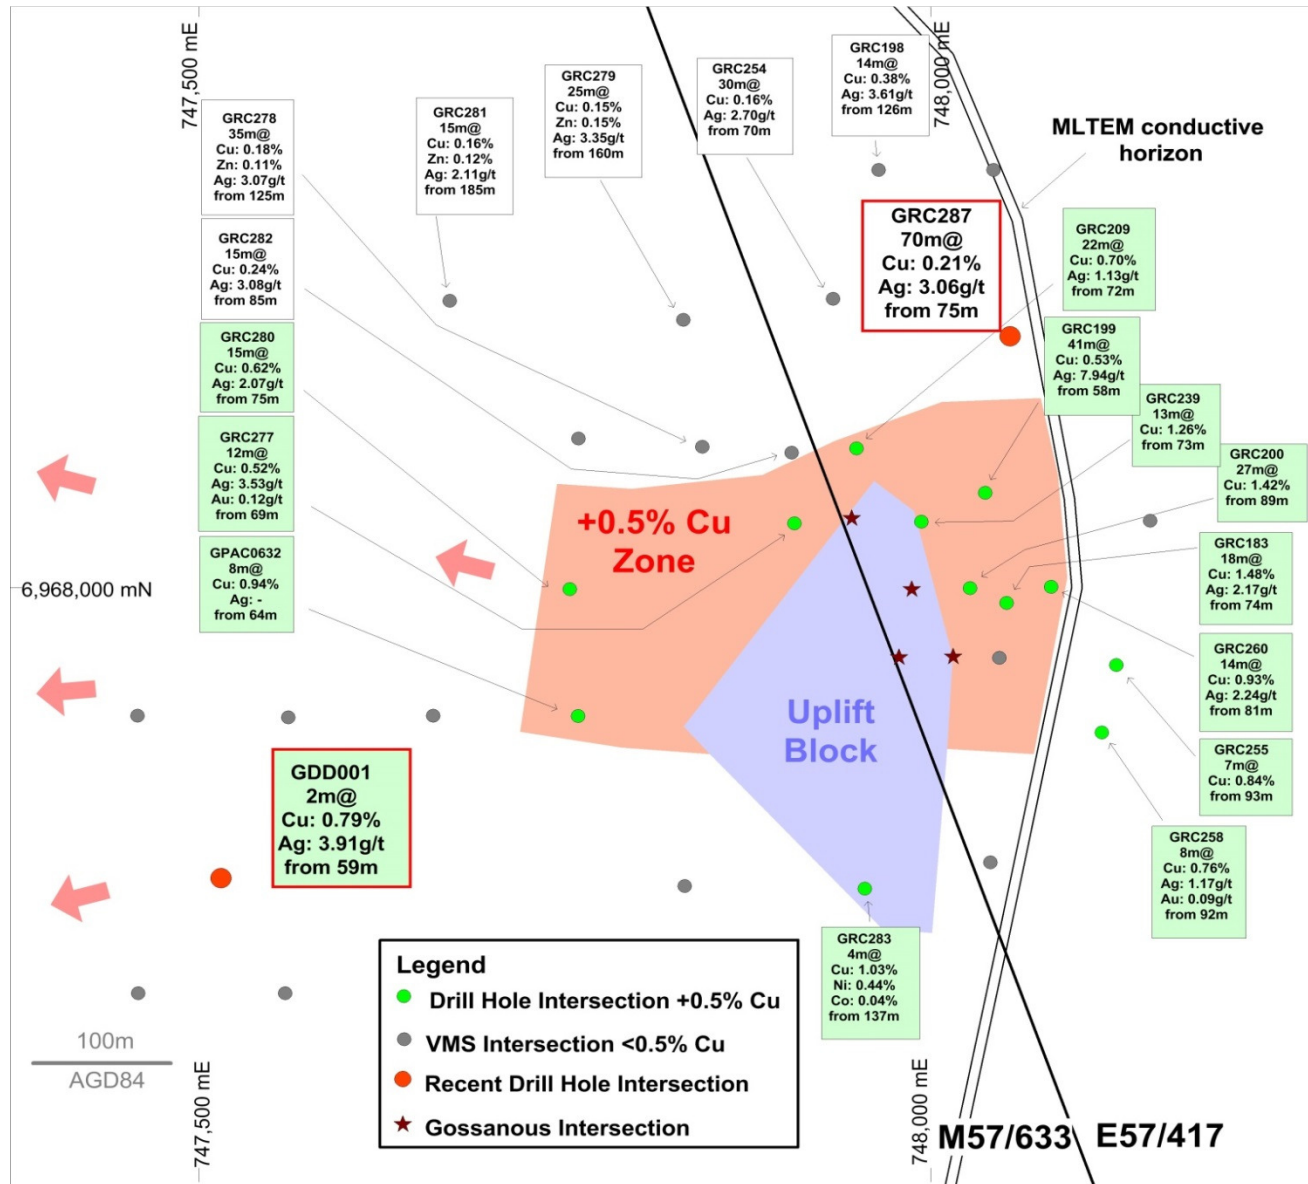 747,500 mE
748,000 mE
GRC278
35m@
Cu: 0.18%
Zn: 0.11%
Ag: 3.07g/t
from 125m
GRC281
15m@
Cu: 0.16%
Zn: 0.12%
Ag: 2.11g/t
from 185m
GRC279
25m@
Cu: 0.15%
Zn: 0.15%
Ag: 3.35g/t
from 160m
GRC254
30m@
Cu: 0.16%
Ag: 2.70g/t
from 70m
GRC198
14m@
Cu: 0.38%
Ag: 3.61g/t
from 126m
MLTEM conductive
horizon
GRC287
70m@
Cu: 0.21%
Ag: 3.06g/t
from 75m
GRC209
22m@
Cu: 0.70%
Ag: 1.13g/t
from 72m
GRC282
15m@
Cu: 0.24%
Ag: 3.08g/t
from 85m
GRC280
15m@
Cu: 0.62%
Ag: 2.07g/t
from 75m
GRC199
41m@
Cu: 0.53%
Ag: 7.94g/t
from 58m
GRC239
13m@
Cu: 1.26%
from 73m
GRC277
12m@
Cu: 0.52%
Ag: 3.53g/t
Au: 0.12g/t
from 69m
GRC200
27m@
Cu: 1.42%
from 89m
+0.5% Cu
Zone
GPAC0632
8m@
Cu: 0.94%
Ag: -
from 64m
6,968,000 mN
GRC183
18m@
Cu: 1.48%
Ag: 2.17g/t
from 74m
GRC260
14m@
Cu: 0.93%
Ag: 2.24g/t
from 81m
Uplift
Block
GRC255
7m@
Cu: 0.84%
from 93m
GDD001
2m@
Cu: 0.79%
Ag: 3.91g/t
from 59m
GRC258
8m@
Cu: 0.76%
Ag: 1.17g/t
Au: 0.09g/t
from 92m
GRC283
4m@
Cu: 1.03%
Ni: 0.44%
Co: 0.04%
from 137m
Legend
Drill Hole Intersection +0.5% Cu
VMS Intersection <0.5% Cu
Recent Drill Hole Intersection
Gossanous Intersection
100m
AGD84
747,500 mE
748,000 mE
M57/633 E57/417